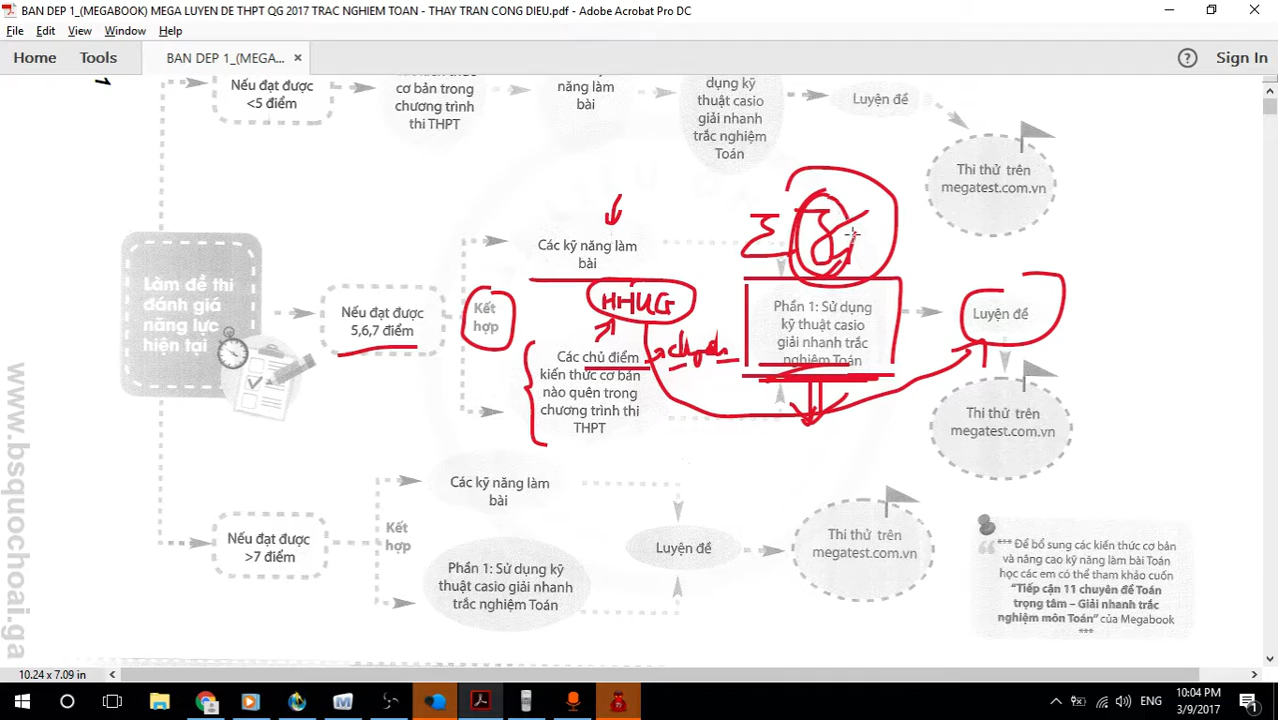 BAN DEP 1_(MEGABOOK) MEGA LUYEN DE THPT QG 2017 TRAC NGHIEM TOAN - THAY TRAN CONG DIEU.pdf - Adobe Acrobat Pro DC
File Edit View Window Help
Home Tools BAN DEP 1_(MEGA... × Sign In
Nếu đạt được
<5 điểm
cơ bản trong
chương trình
thi THPT
năng làm
bài
dụng kỹ
thuật casio
giải nhanh
trắc nghiệm
Toán
Luyện đề
Thi thử trên
megatest.com.vn
Làm đề thi
đánh giá
năng lực
hiện tại
Nếu đạt được
5,6,7 điểm
Kết
hợp
Các kỹ năng làm
bài
HHKG
Các chủ điểm
kiến thức cơ bản
nào quên trong
chương trình thi
THPT
Phần 1: Sử dụng
kỹ thuật casio
giải nhanh
trắc nghiệm Toán
Luyện đề
Thi thử trên
megatest.com.vn
Nếu đạt được
>7 điểm
Kết
hợp
Các kỹ năng làm
bài
Phần 1: Sử dụng kỹ
thuật casio giải nhanh
trắc nghiệm Toán
Luyện đề
Thi thử trên
megatest.com.vn
*** Để bổ sung các kiến thức cơ bản
và nâng cao kỹ năng làm bài Toán
học các em có thể tham khảo cuốn
“Tiếp cận 11 chuyên đề Toán
trọng tâm – Giải nhanh trắc
nghiệm môn Toán” của Megabook
***
www.bsquochoai.ga
10.24 x 7.09 in
ENG
10:04 PM
3/9/2017